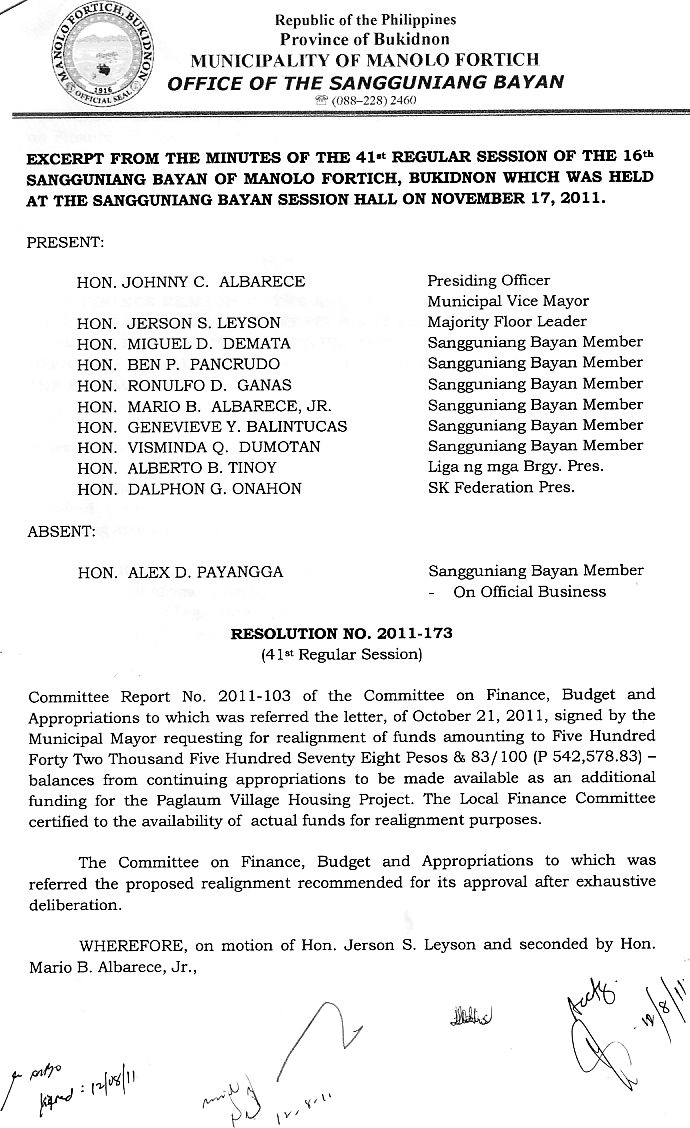 MANOLO FORTICH, BUKIDNON
1916
OFFICIAL SEAL
Republic of the Philippines
Province of Bukidnon
MUNICIPALITY OF MANOLO FORTICH
OFFICE OF THE SANGGUNIANG BAYAN
☏ (088-228) 2460
EXCERPT FROM THE MINUTES OF THE 41st REGULAR SESSION OF THE 16th
SANGGUNIANG BAYAN OF MANOLO FORTICH, BUKIDNON WHICH WAS HELD
AT THE SANGGUNIANG BAYAN SESSION HALL ON NOVEMBER 17, 2011.
PRESENT:
HON. JOHNNY C. ALBARECE Presiding Officer
Municipal Vice Mayor
HON. JERSON S. LEYSON Majority Floor Leader
HON. MIGUEL D. DEMATA Sangguniang Bayan Member
HON. BEN P. PANCRUDO Sangguniang Bayan Member
HON. RONULFO D. GANAS Sangguniang Bayan Member
HON. MARIO B. ALBARECE, JR. Sangguniang Bayan Member
HON. GENEVIEVE Y. BALINTUCAS Sangguniang Bayan Member
HON. VISMINDA Q. DUMOTAN Sangguniang Bayan Member
HON. ALBERTO B. TINOY Liga ng mga Brgy. Pres.
HON. DALPHON G. ONAHON SK Federation Pres.
ABSENT:
HON. ALEX D. PAYANGGA Sangguniang Bayan Member
- On Official Business
RESOLUTION NO. 2011-173
(41st Regular Session)
Committee Report No. 2011-103 of the Committee on Finance, Budget and
Appropriations to which was referred the letter, of October 21, 2011, signed by the
Municipal Mayor requesting for realignment of funds amounting to Five Hundred
Forty Two Thousand Five Hundred Seventy Eight Pesos & 83/100 (P 542,578.83) –
balances from continuing appropriations to be made available as an additional
funding for the Paglaum Village Housing Project. The Local Finance Committee
certified to the availability of actual funds for realignment purposes.
The Committee on Finance, Budget and Appropriations to which was
referred the proposed realignment recommended for its approval after exhaustive
deliberation.
WHEREFORE, on motion of Hon. Jerson S. Leyson and seconded by Hon.
Mario B. Albarece, Jr.,
Acctg.
12/8/11
: 12/08/11
12-8-11